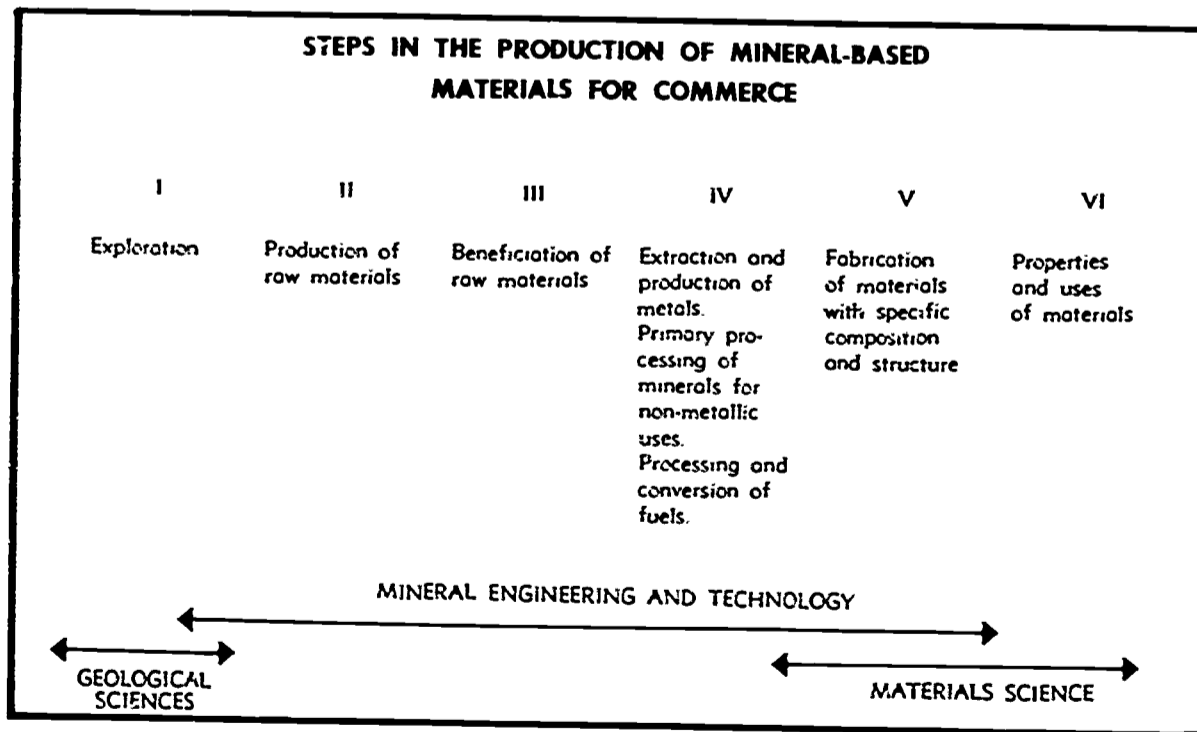 STEPS IN THE PRODUCTION OF MINERAL-BASED
MATERIALS FOR COMMERCE
I
II
III
IV
V
VI
Exploration
Production of
raw materials
Beneficiation of
raw materials
Extraction and
production of
metals.
Primary pro-
cessing of
minerals for
non-metallic
uses.
Processing and
conversion of
fuels.
Fabrication
of materials
with specific
composition
and structure
Properties
and uses
of materials
MINERAL ENGINEERING AND TECHNOLOGY
GEOLOGICAL
SCIENCES
MATERIALS SCIENCE